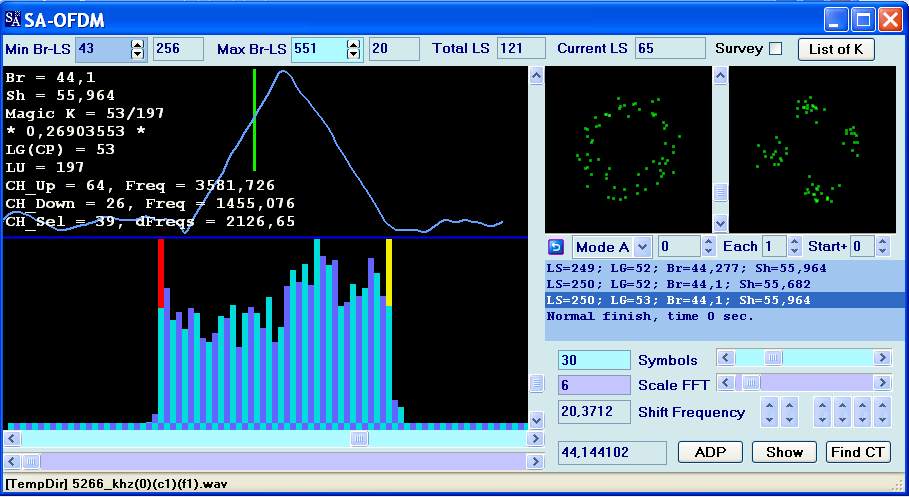 SA-OFDM
Min Br-LS 43 256 Max Br-LS 551 20 Total LS 121 Current LS 65 Survey List of K
Br = 44,1
Sh = 55,964
Magic K = 53/197
* 0,26903553 *
LG(CP) = 53
LU = 197
CH_Up = 64, Freq = 3581,726
CH_Down = 26, Freq = 1455,076
CH_Sel = 39, dFreqs = 2126,65
Mode A 0 Each 1 Start+ 0
LS=249; LG=52; Br=44,277; Sh=55,964
LS=250; LG=52; Br=44,1; Sh=55,682
LS=250; LG=53; Br=44,1; Sh=55,964
Normal finish, time 0 sec.
30 Symbols
6 Scale FFT
20,3712 Shift Frequency
44,144102 ADP Show Find CT
[TempDir] 5266_khz(0)(c1)(f1).wav